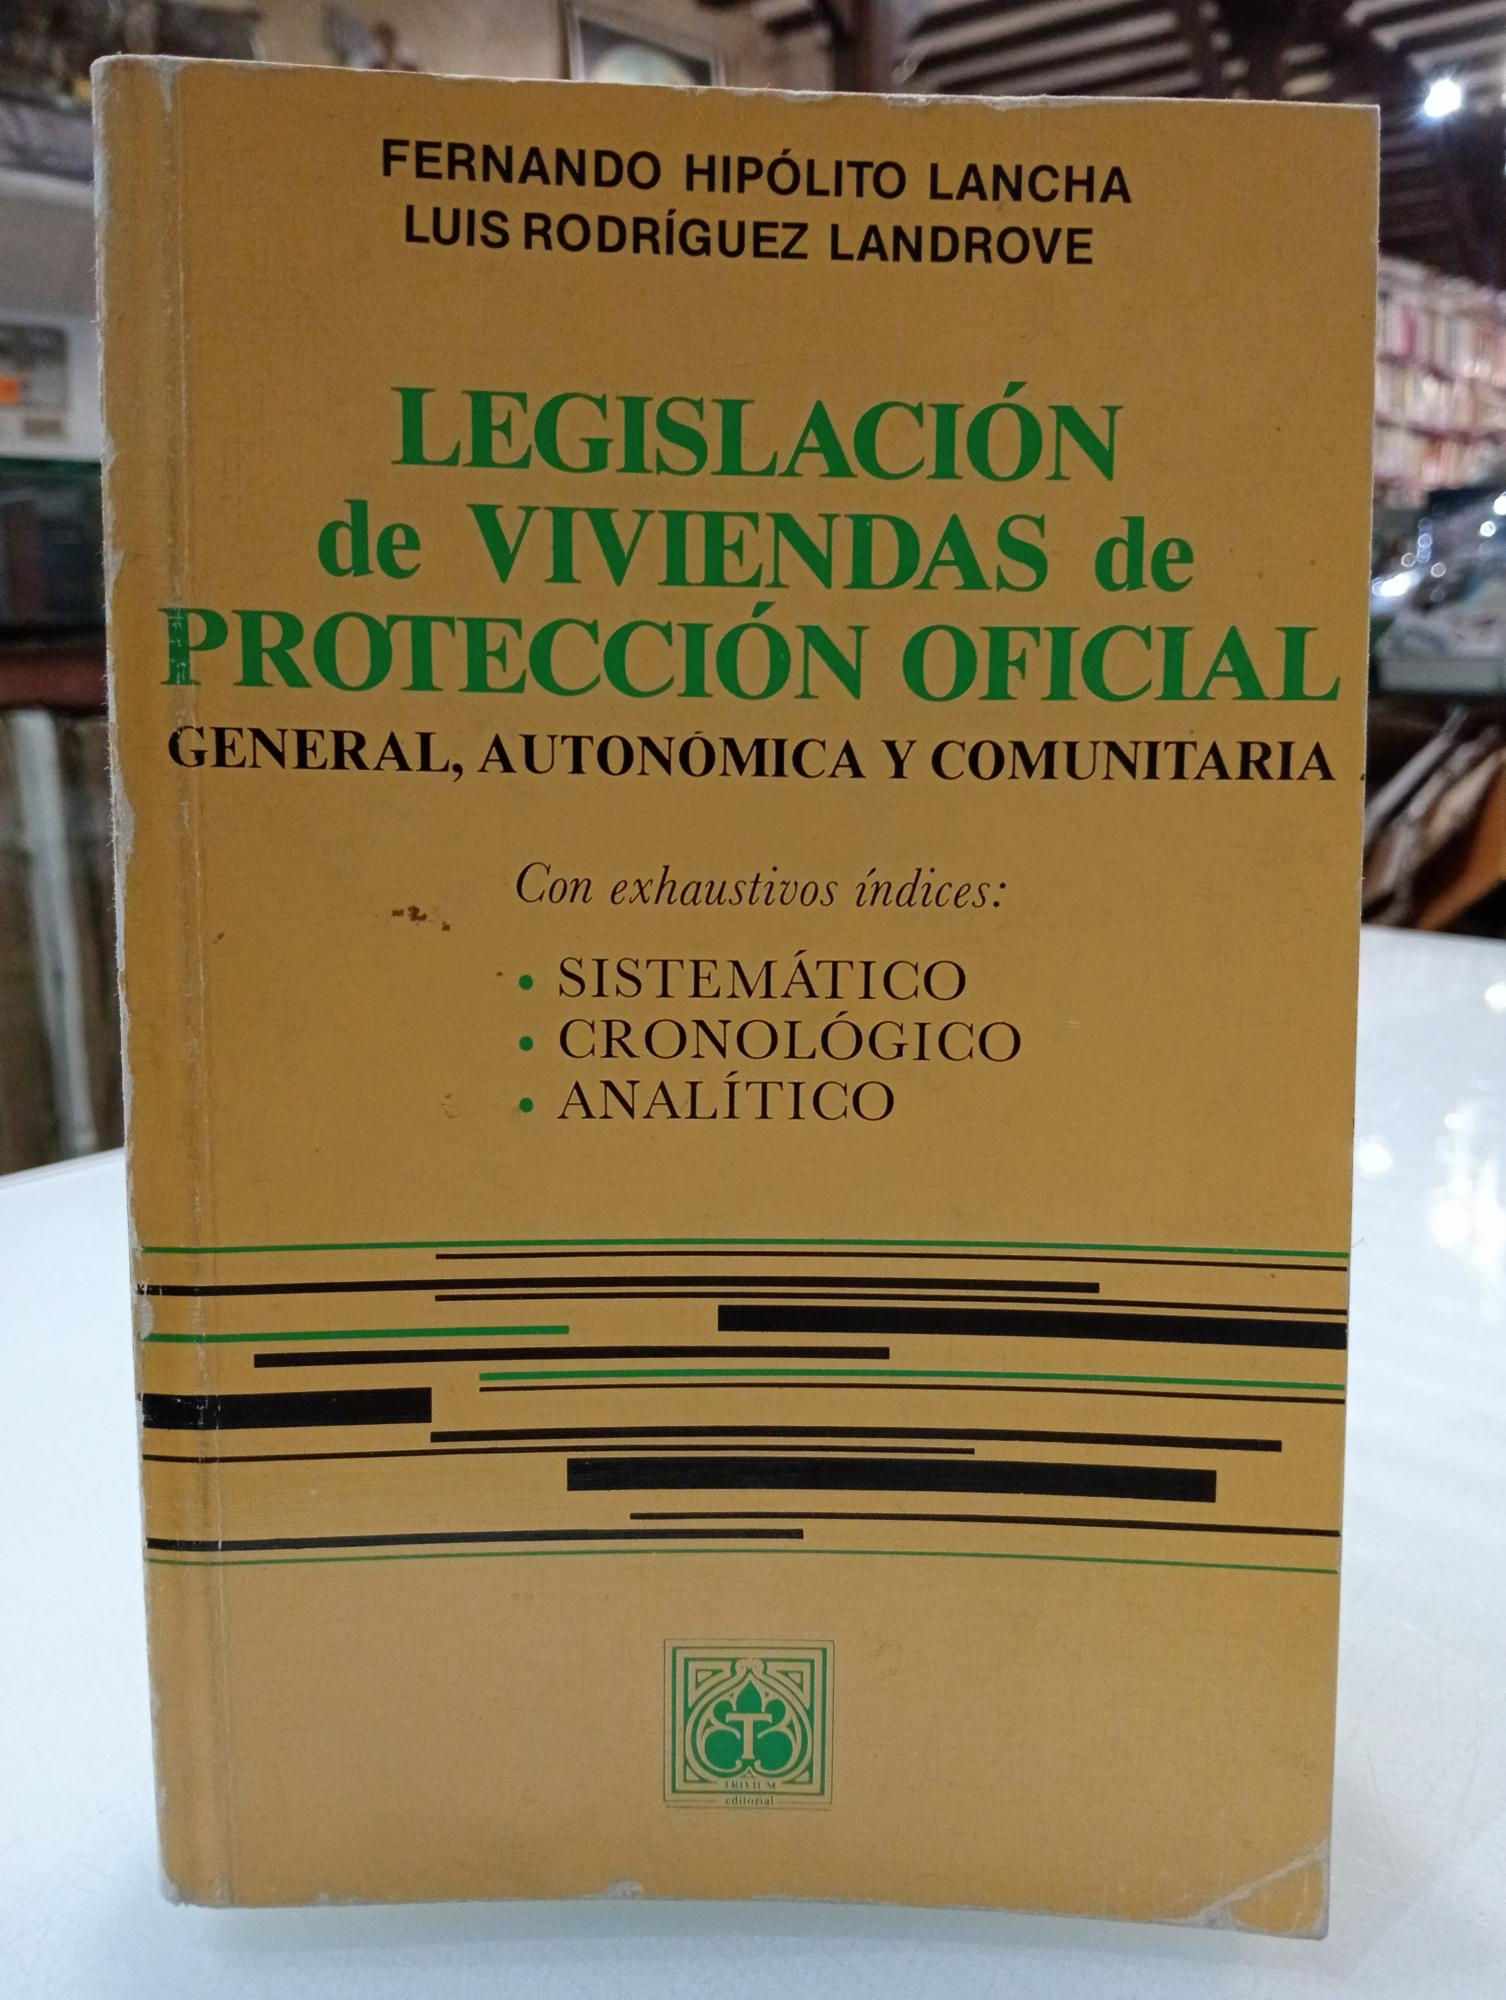 FERNANDO HIPÓLITO LANCHA
LUIS RODRÍGUEZ LANDROVE
LEGISLACIÓN
de VIVIENDAS de
PROTECCIÓN OFICIAL
GENERAL, AUTONÓMICA Y COMUNITARIA
Con exhaustivos índices:
• SISTEMÁTICO
• CRONOLÓGICO
• ANALÍTICO
T
TRIVIUM
editorial